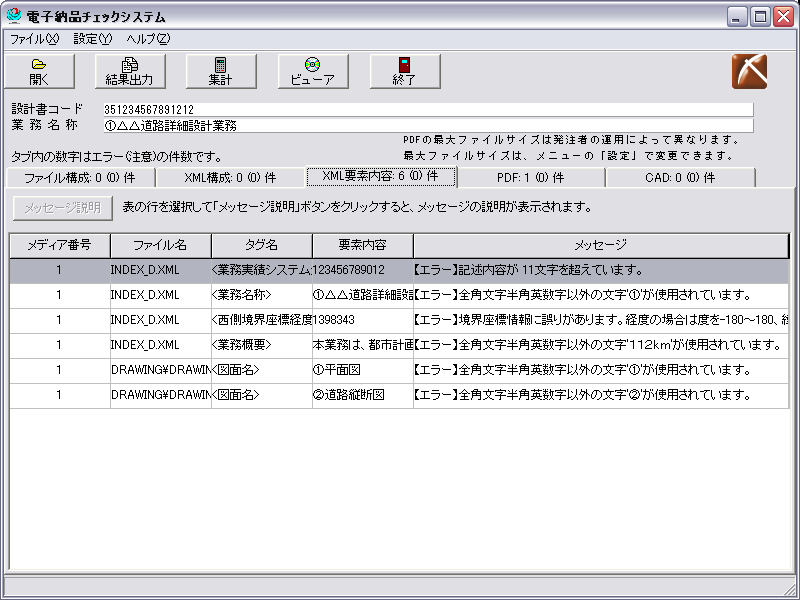 電子納品チェックシステム
ファイル(X) 設定(Y) ヘルプ(Z)
開く 結果出力 集計 ビューア 終了
設計書コード 351234567891212
業務名称 ①△△道路詳細設計業務
PDFの最大ファイルサイズは発注者の運用によって異なります。
タブ内の数字はエラー(注意)の件数です。 最大ファイルサイズは、メニューの「設定」で変更できます。
ファイル構成: 0 (0) 件 XML構成: 0 (0) 件 XML要素内容: 6 (0) 件 PDF: 1 (0) 件 CAD: 0 (0) 件
メッセージ説明 表の行を選択して「メッセージ説明」ボタンをクリックすると、メッセージの説明が表示されます。
メディア番号 ファイル名 タグ名 要素内容 メッセージ
1 INDEX_D.XML <業務実績システム 123456789012 【エラー】記述内容が 11文字を超えています。
1 INDEX_D.XML <業務名称> ①△△道路詳細設 【エラー】全角文字半角英数字以外の文字'①'が使用されています。
1 INDEX_D.XML <西側境界座標経度 1398343 【エラー】境界座標情報に誤りがあります。経度の場合は度を-180～180、
1 INDEX_D.XML <業務概要> 本業務は、都市計画 【エラー】全角文字半角英数字以外の文字'112km'が使用されています。
1 DRAWING¥DRAWIN <図面名> ①平面図 【エラー】全角文字半角英数字以外の文字'①'が使用されています。
1 DRAWING¥DRAWIN <図面名> ②道路縦断図 【エラー】全角文字半角英数字以外の文字'②'が使用されています。